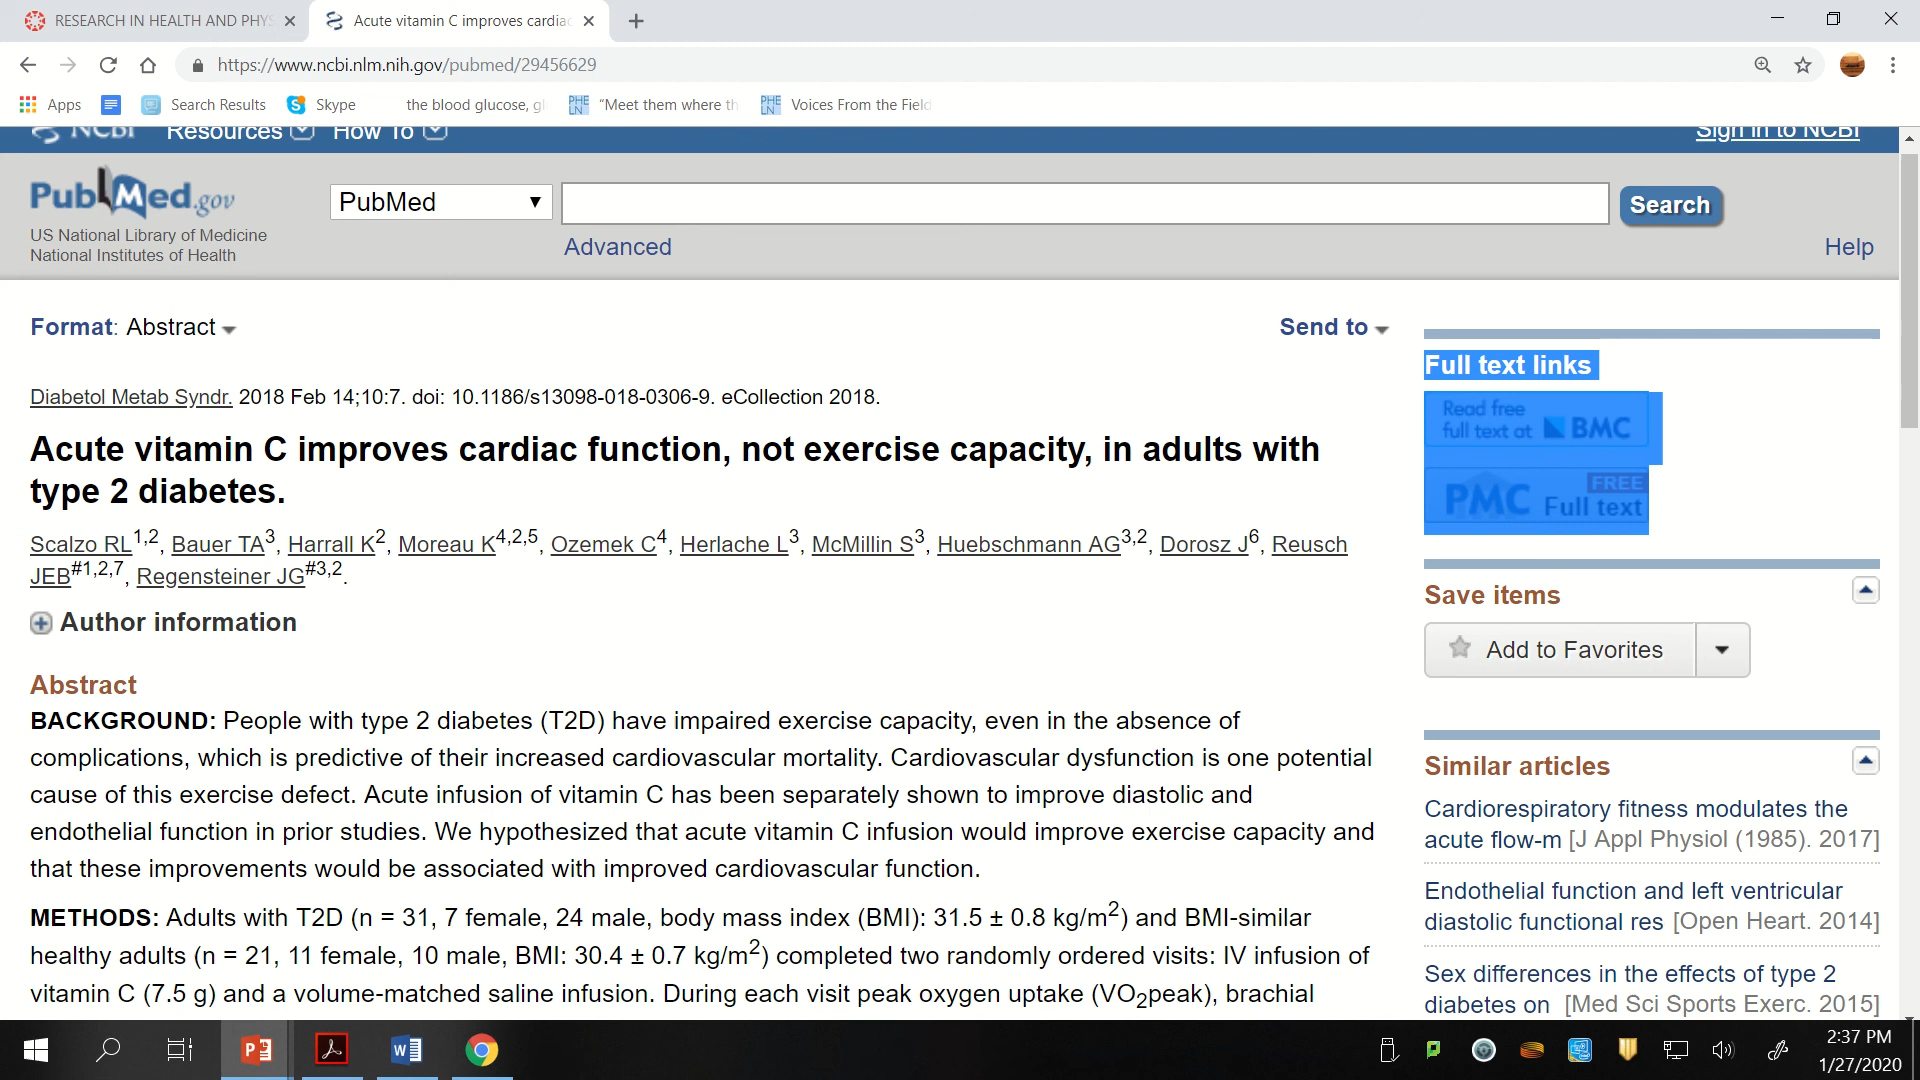 RESEARCH IN HEALTH AND PHYS
Acute vitamin C improves cardiac
https://www.ncbi.nlm.nih.gov/pubmed/29456629
Apps
Search Results
Skype
the blood glucose, gl
PHE LN
“Meet them where th
PHE LN
Voices From the Field
NCBI Resources How To Sign in to NCBI
PubMed.gov
US National Library of Medicine
National Institutes of Health
PubMed
Search
Advanced
Help
Format: Abstract
Send to
Diabetol Metab Syndr. 2018 Feb 14;10:7. doi: 10.1186/s13098-018-0306-9. eCollection 2018.
Acute vitamin C improves cardiac function, not exercise capacity, in adults with
type 2 diabetes.
Scalzo RL1,2, Bauer TA3, Harrall K2, Moreau K4,2,5, Ozemek C4, Herlache L3, McMillin S3, Huebschmann AG3,2, Dorosz J6, Reusch
JEB#1,2,7, Regensteiner JG#3,2.
Author information
Abstract
BACKGROUND: People with type 2 diabetes (T2D) have impaired exercise capacity, even in the absence of
complications, which is predictive of their increased cardiovascular mortality. Cardiovascular dysfunction is one potential
cause of this exercise defect. Acute infusion of vitamin C has been separately shown to improve diastolic and
endothelial function in prior studies. We hypothesized that acute vitamin C infusion would improve exercise capacity and
that these improvements would be associated with improved cardiovascular function.
METHODS: Adults with T2D (n = 31, 7 female, 24 male, body mass index (BMI): 31.5 ± 0.8 kg/m2) and BMI-similar
healthy adults (n = 21, 11 female, 10 male, BMI: 30.4 ± 0.7 kg/m2) completed two randomly ordered visits: IV infusion of
vitamin C (7.5 g) and a volume-matched saline infusion. During each visit peak oxygen uptake (VO2peak), brachial
Full text links
Read free
full text at BMC
PMC FREE
Full text
Save items
Add to Favorites
Similar articles
Cardiorespiratory fitness modulates the
acute flow-m [J Appl Physiol (1985). 2017]
Endothelial function and left ventricular
diastolic functional res [Open Heart. 2014]
Sex differences in the effects of type 2
diabetes on [Med Sci Sports Exerc. 2015]
2:37 PM
1/27/2020